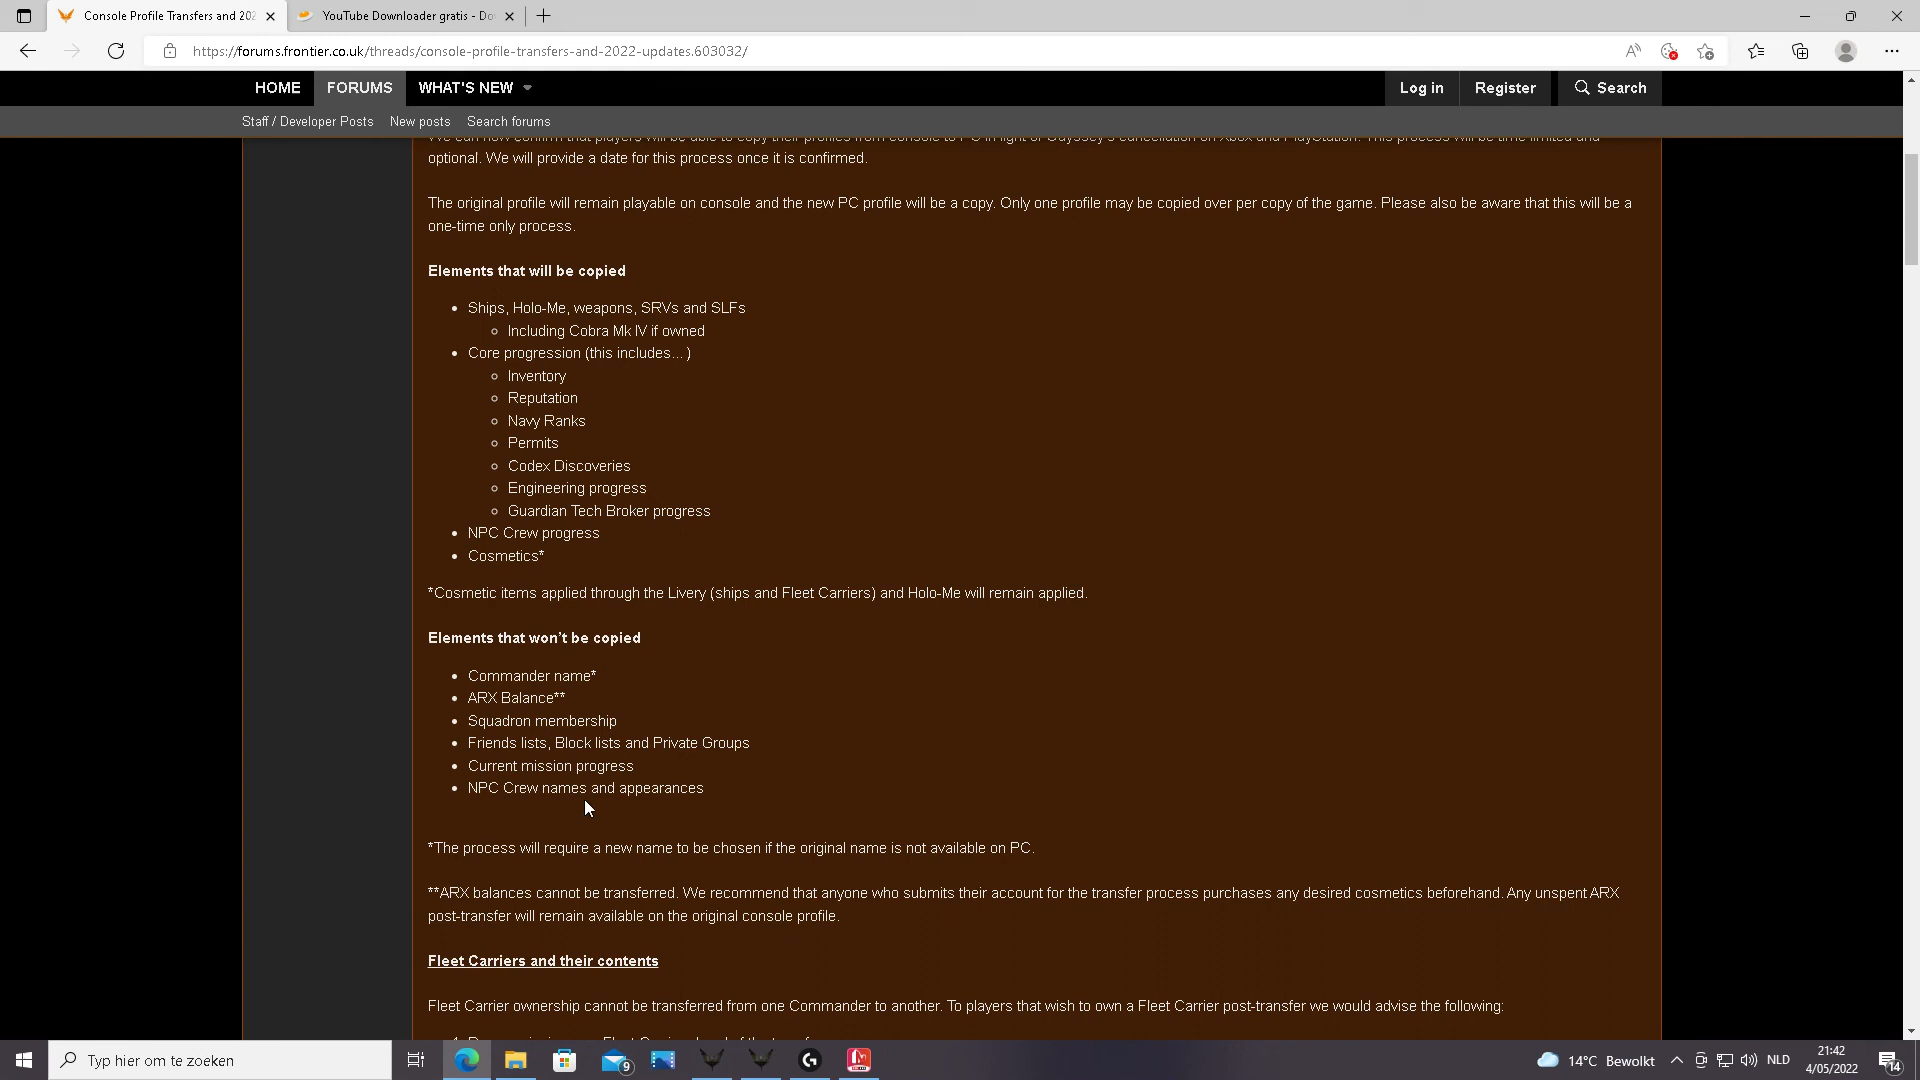 Console Profile Transfers and 202
YouTube Downloader gratis - Do
https://forums.frontier.co.uk/threads/console-profile-transfers-and-2022-updates.603032/
HOME FORUMS WHAT'S NEW Log in Register Search
Staff / Developer Posts New posts Search forums
We can now confirm that players will be able to copy their profiles from console to PC in light of Odyssey's cancellation on Xbox and PlayStation. This process will be time limited and
optional. We will provide a date for this process once it is confirmed.
The original profile will remain playable on console and the new PC profile will be a copy. Only one profile may be copied over per copy of the game. Please also be aware that this will be a
one-time only process.
Elements that will be copied
Ships, Holo-Me, weapons, SRVs and SLFs
Including Cobra Mk IV if owned
Core progression (this includes… )
Inventory
Reputation
Navy Ranks
Permits
Codex Discoveries
Engineering progress
Guardian Tech Broker progress
NPC Crew progress
Cosmetics*
*Cosmetic items applied through the Livery (ships and Fleet Carriers) and Holo-Me will remain applied.
Elements that won't be copied
Commander name*
ARX Balance**
Squadron membership
Friends lists, Block lists and Private Groups
Current mission progress
NPC Crew names and appearances
*The process will require a new name to be chosen if the original name is not available on PC.
**ARX balances cannot be transferred. We recommend that anyone who submits their account for the transfer process purchases any desired cosmetics beforehand. Any unspent ARX
post-transfer will remain available on the original console profile.
Fleet Carriers and their contents
Fleet Carrier ownership cannot be transferred from one Commander to another. To players that wish to own a Fleet Carrier post-transfer we would advise the following:
Typ hier om te zoeken
9
14°C Bewolkt
NLD
21:42
4/05/2022
14